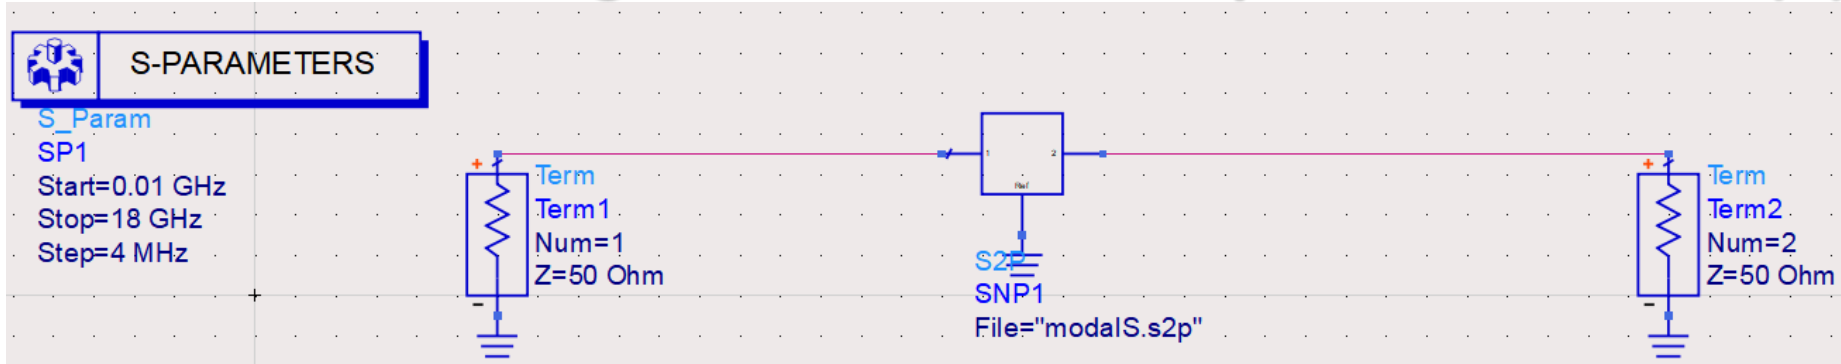 S-PARAMETERS
S_Param
SP1
Start=0.01 GHz
Stop=18 GHz
Step=4 MHz
+
Term
Term1
Num=1
Z=50 Ohm
-
1
2
Ref
S2P
SNP1
File="modalS.s2p"
+
Term
Term2
Num=2
Z=50 Ohm
-